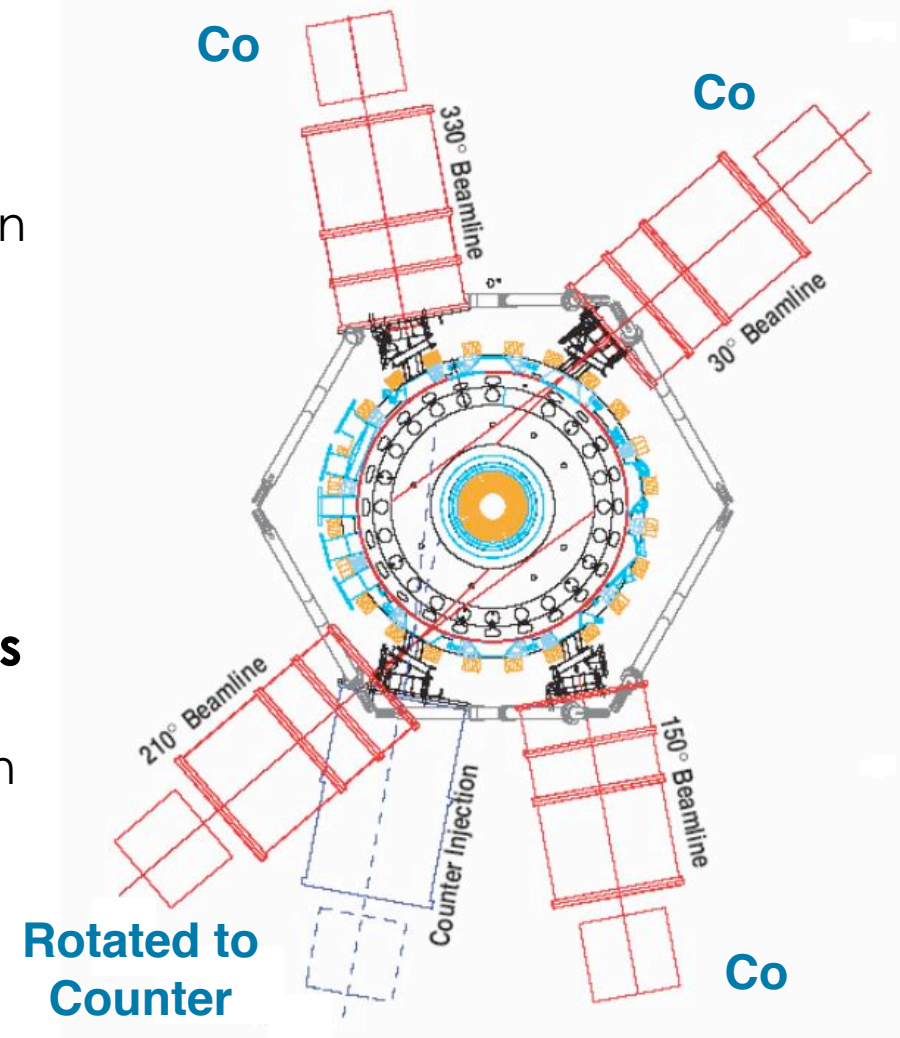 Co
Co
330° Beamline
n
30° Beamline
s
210° Beamline
n
150° Beamline
Counter Injection
Rotated to
Counter
Co